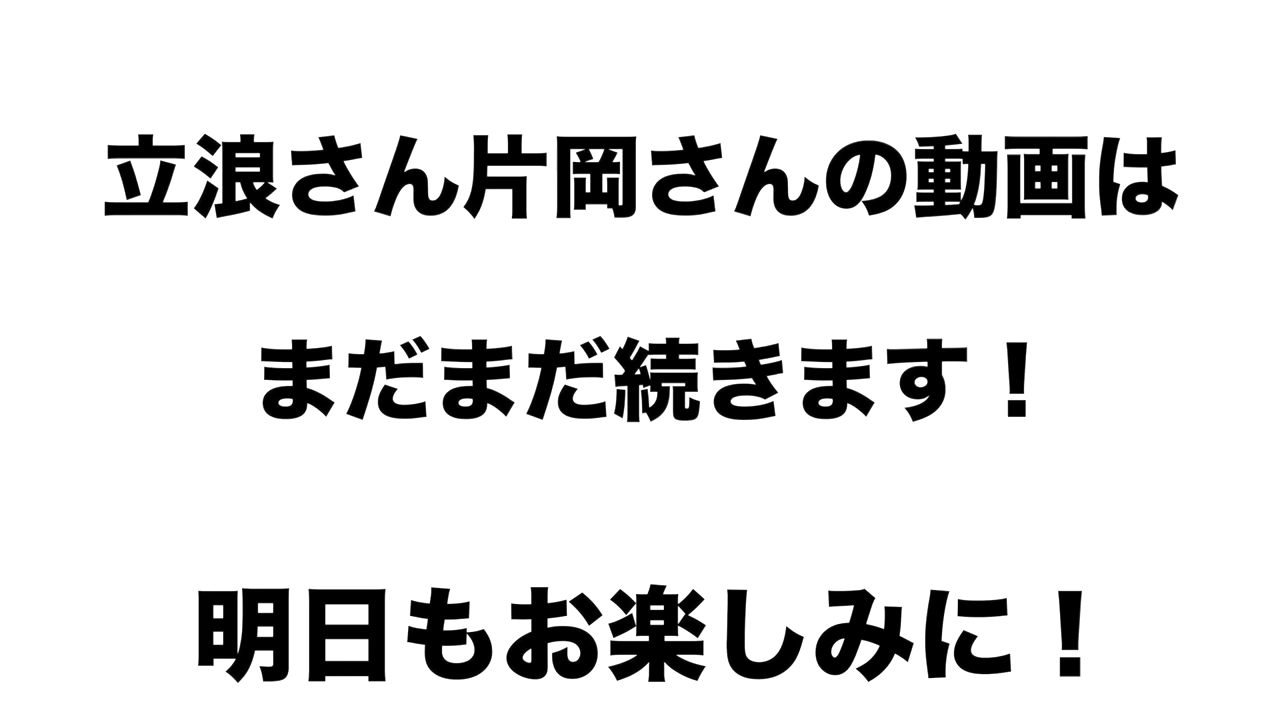 立浪さん片岡さんの動画は
まだまだ続きます！
明日もお楽しみに！